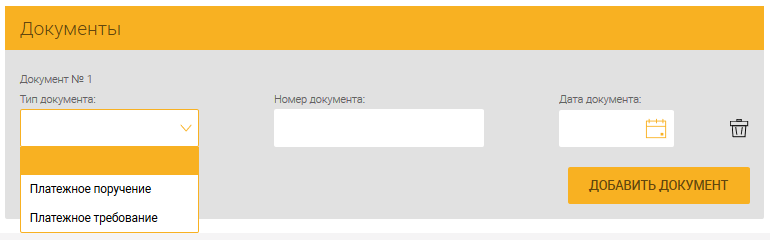 Документы
Документ № 1
Тип документа:
Номер документа:
Дата документа:
Платежное поручение
Платежное требование
ДОБАВИТЬ ДОКУМЕНТ